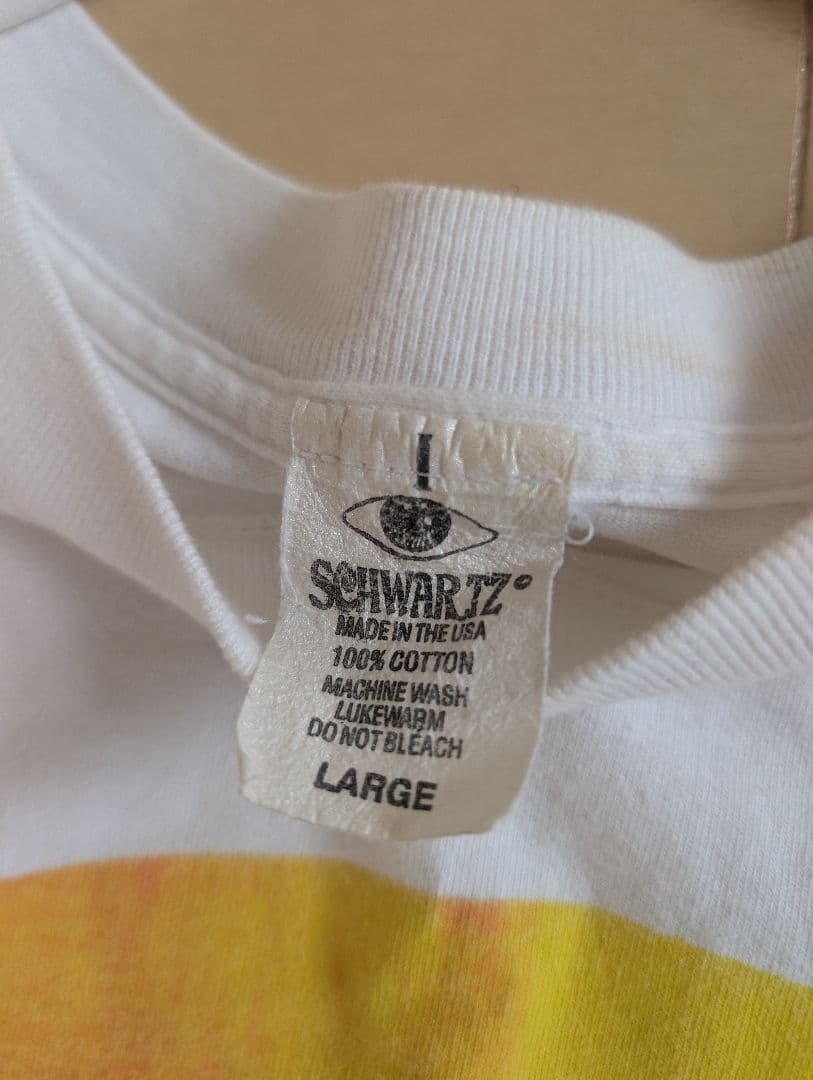 I
SCHWARTZ©
MADE IN THE USA
100% COTTON
MACHINE WASH
LUKEWARM
DO NOT BLEACH
LARGE